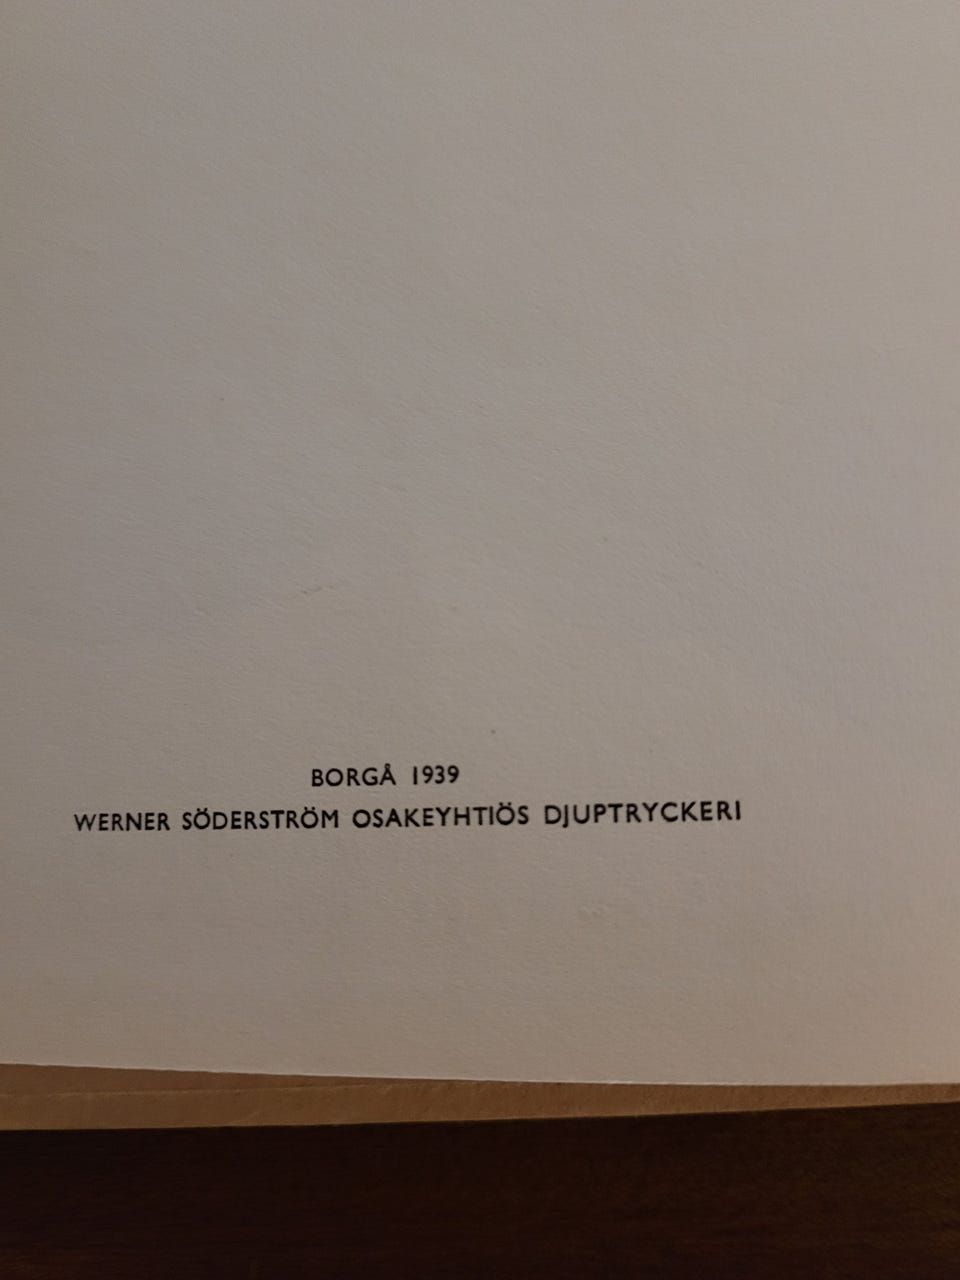 BORGÅ 1939
WERNER SÖDERSTRÖM OSAKEYHTIÖS DJUPTRYCKERI